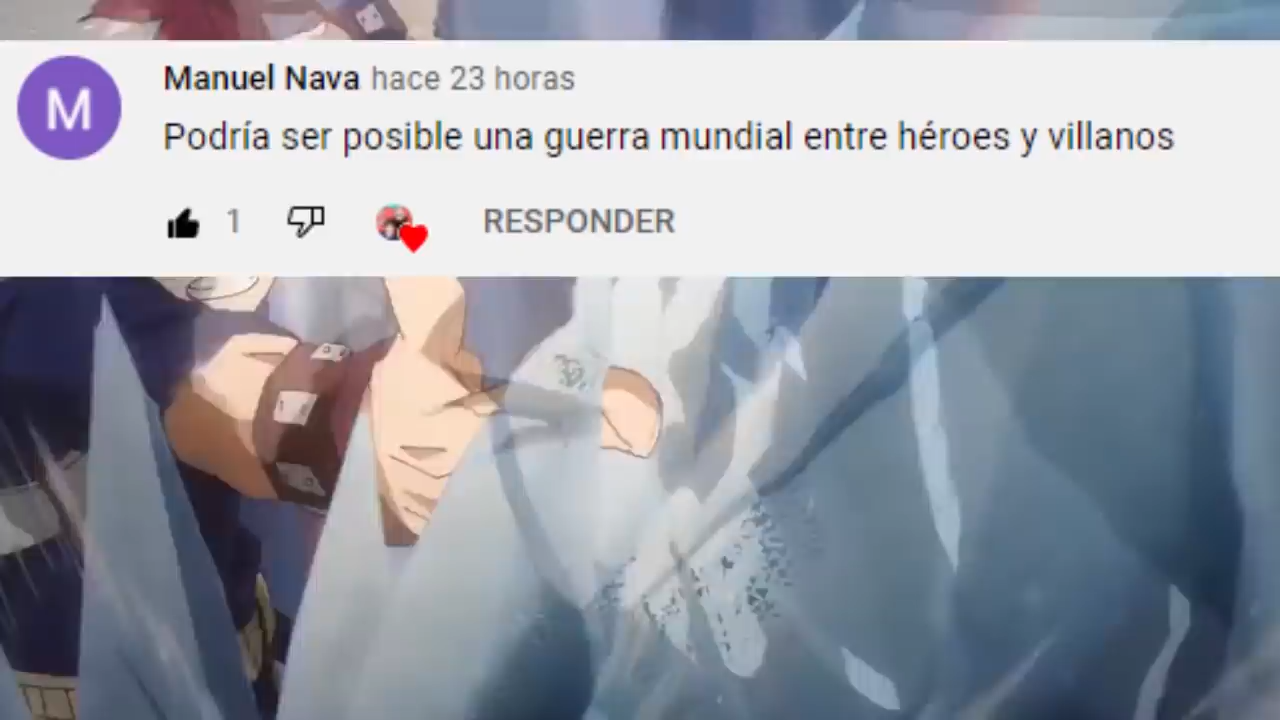 M
Manuel Nava hace 23 horas
Podría ser posible una guerra mundial entre héroes y villanos
1
RESPONDER